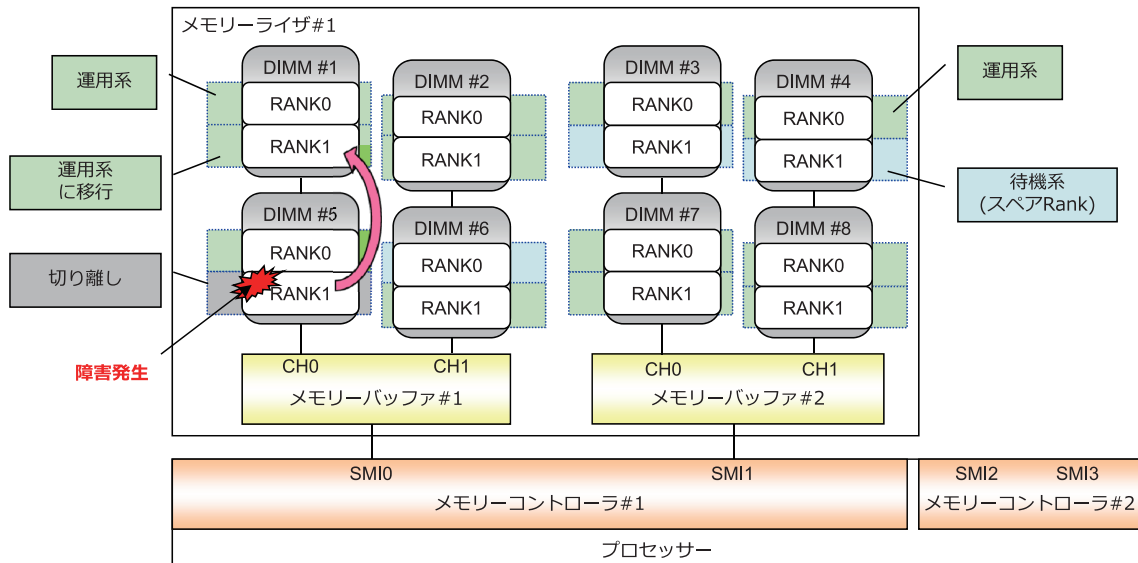 メモリーライザ#1
運用系
運用系
に移行
切り離し
障害発生
DIMM #1
RANK0
RANK1
DIMM #2
RANK0
RANK1
DIMM #3
RANK0
RANK1
DIMM #4
RANK0
RANK1
運用系
待機系
(スペアRank)
DIMM #5
RANK0
RANK1
DIMM #6
RANK0
RANK1
DIMM #7
RANK0
RANK1
DIMM #8
RANK0
RANK1
CH0 CH1
メモリーバッファ#1
CH0 CH1
メモリーバッファ#2
SMI0 SMI1
メモリーコントローラ#1
SMI2 SMI3
メモリーコントローラ#2
プロセッサー